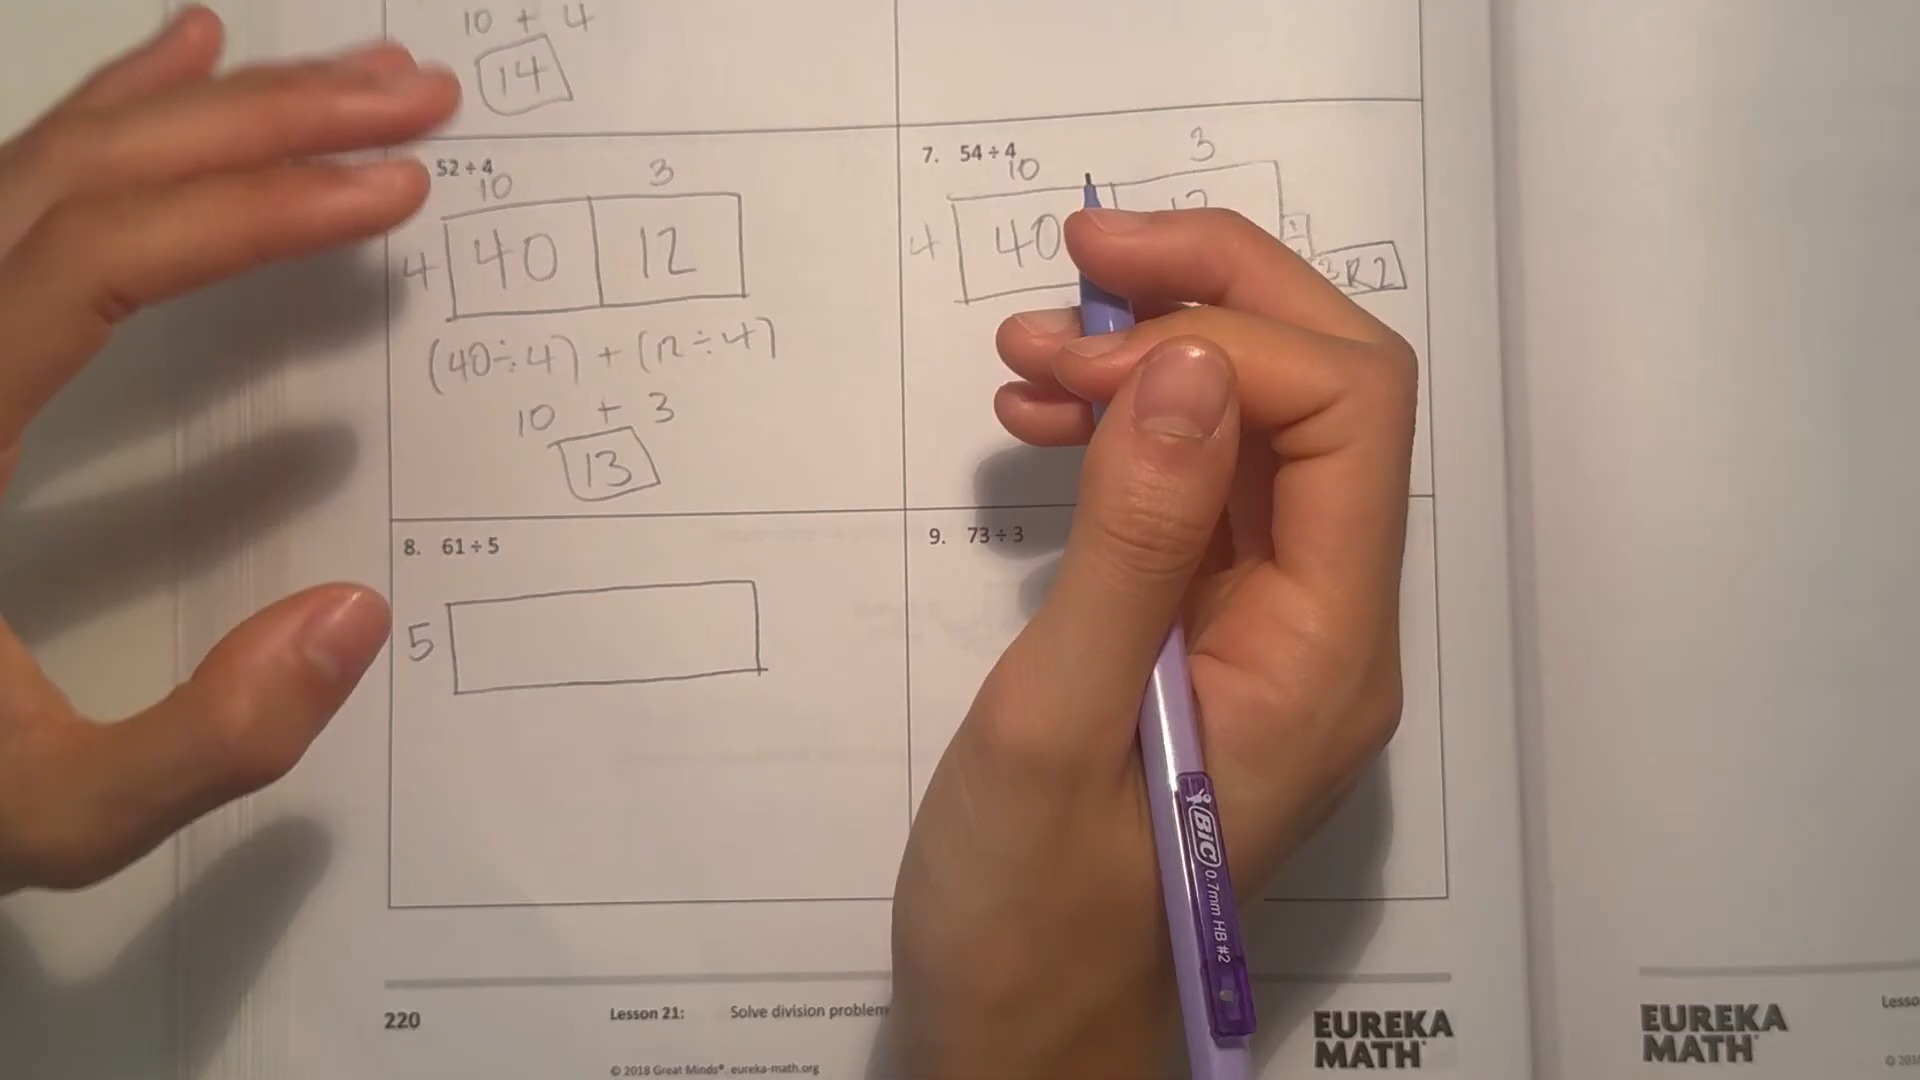 10 + 4
14
52 ÷ 4
10 3
4 40 12
(40÷4) + (12÷4)
10 + 3
13
7. 54 ÷ 4
10 3
4 40 12
R2
8. 61 ÷ 5
5
9. 73 ÷ 3
BIC 0.7mm HB #2
220 Lesson 21: Solve division
© 2018 Great Minds®. eureka-math.org
EUREKA
MATH
EUREKA
MATH
© 201